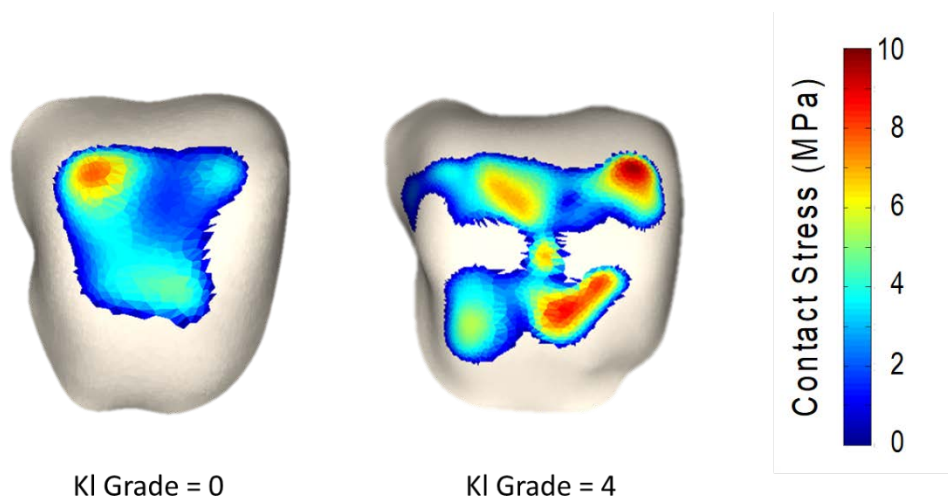 Kl Grade = 0
Kl Grade = 4
Contact Stress (MPa)
10
8
6
4
2
0